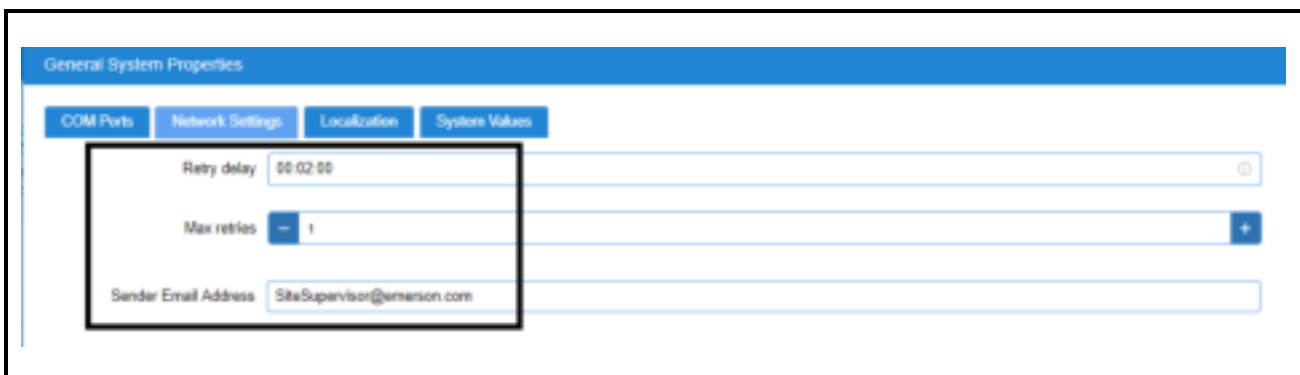 General System Properties
COM Ports Network Settings Localization System Values
Retry delay 00:02:00
Max retries − 1 +
Sender Email Address SiteSupervisor@emerson.com